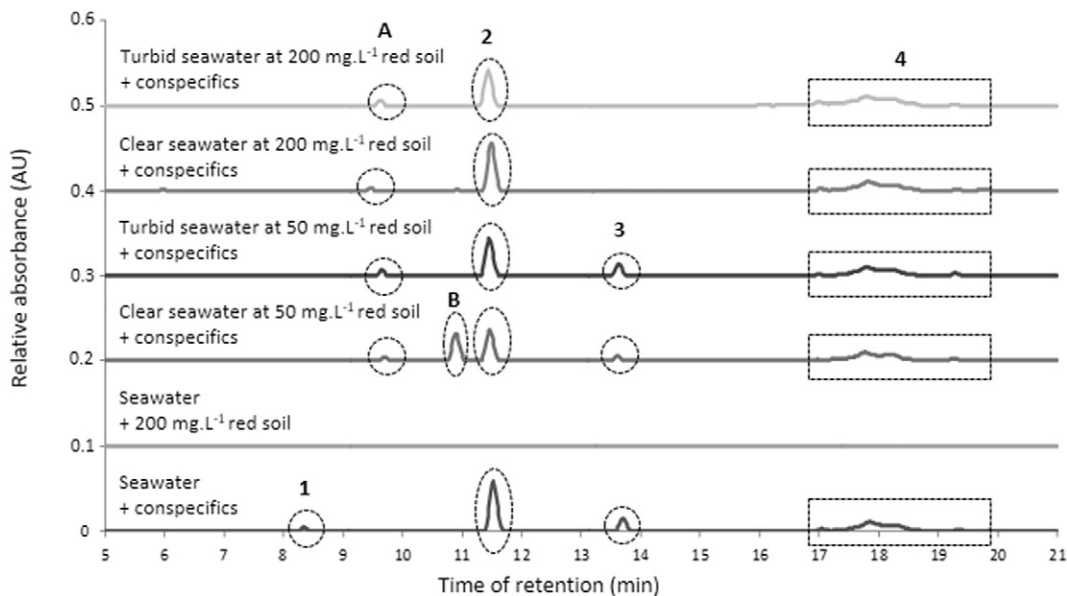 0.6
A
2
Turbid seawater at 200 mg.L-1 red soil
+ conspecifics
4
0.5
Clear seawater at 200 mg.L-1 red soil
+ conspecifics
0.4
Turbid seawater at 50 mg.L-1 red soil
+ conspecifics
3
0.3
B
Clear seawater at 50 mg.L-1 red soil
+ conspecifics
0.2
Seawater
+ 200 mg.L-1 red soil
0.1
Seawater
+ conspecifics
1
0
5 6 7 8 9 10 11 12 13 14 15 16 17 18 19 20 21
Time of retention (min)
Relative absorbance (AU)